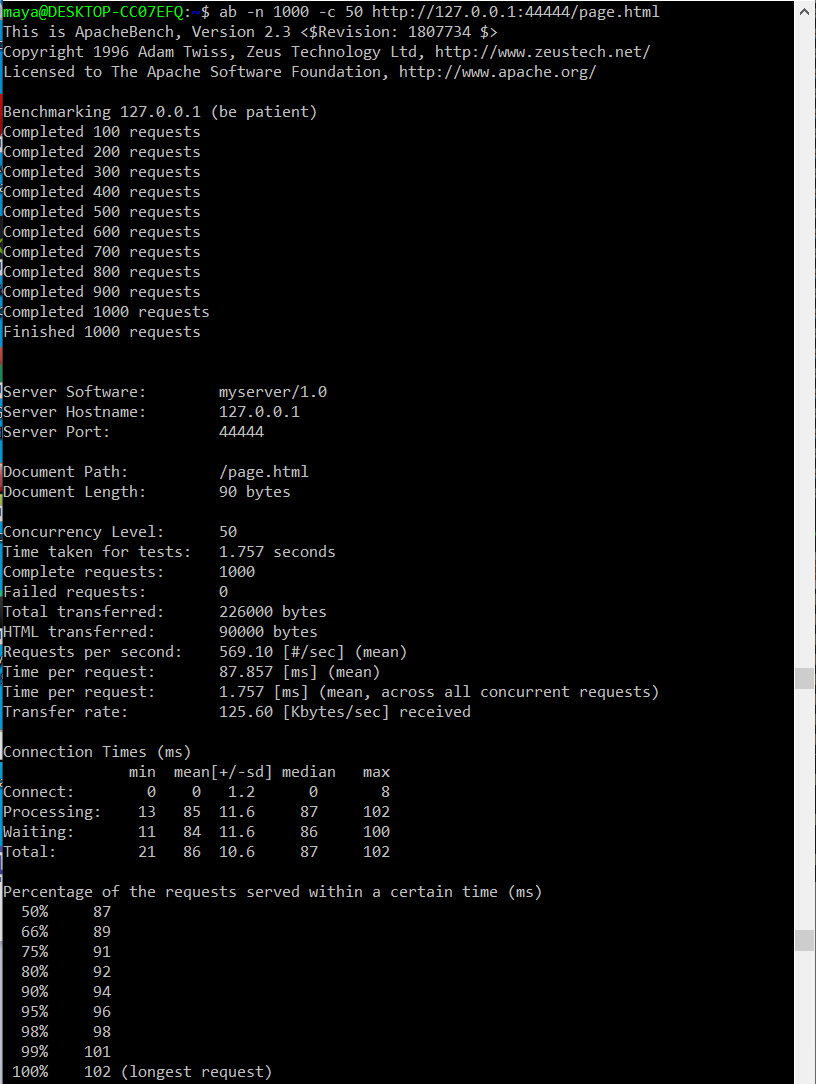 maya@DESKTOP-CC07EFQ:~$ ab -n 1000 -c 50 http://127.0.0.1:44444/page.html
This is ApacheBench, Version 2.3 <$Revision: 1807734 $>
Copyright 1996 Adam Twiss, Zeus Technology Ltd, http://www.zeustech.net/
Licensed to The Apache Software Foundation, http://www.apache.org/

Benchmarking 127.0.0.1 (be patient)
Completed 100 requests
Completed 200 requests
Completed 300 requests
Completed 400 requests
Completed 500 requests
Completed 600 requests
Completed 700 requests
Completed 800 requests
Completed 900 requests
Completed 1000 requests
Finished 1000 requests


Server Software:        myserver/1.0
Server Hostname:        127.0.0.1
Server Port:            44444

Document Path:          /page.html
Document Length:        90 bytes

Concurrency Level:      50
Time taken for tests:   1.757 seconds
Complete requests:      1000
Failed requests:        0
Total transferred:      226000 bytes
HTML transferred:       90000 bytes
Requests per second:    569.10 [#/sec] (mean)
Time per request:       87.857 [ms] (mean)
Time per request:       1.757 [ms] (mean, across all concurrent requests)
Transfer rate:          125.60 [Kbytes/sec] received

Connection Times (ms)
              min  mean[+/-sd] median   max
Connect:        0    0   1.2      0       8
Processing:    13   85  11.6     87     102
Waiting:       11   84  11.6     86     100
Total:         21   86  10.6     87     102

Percentage of the requests served within a certain time (ms)
  50%     87
  66%     89
  75%     91
  80%     92
  90%     94
  95%     96
  98%     98
  99%    101
 100%    102 (longest request)